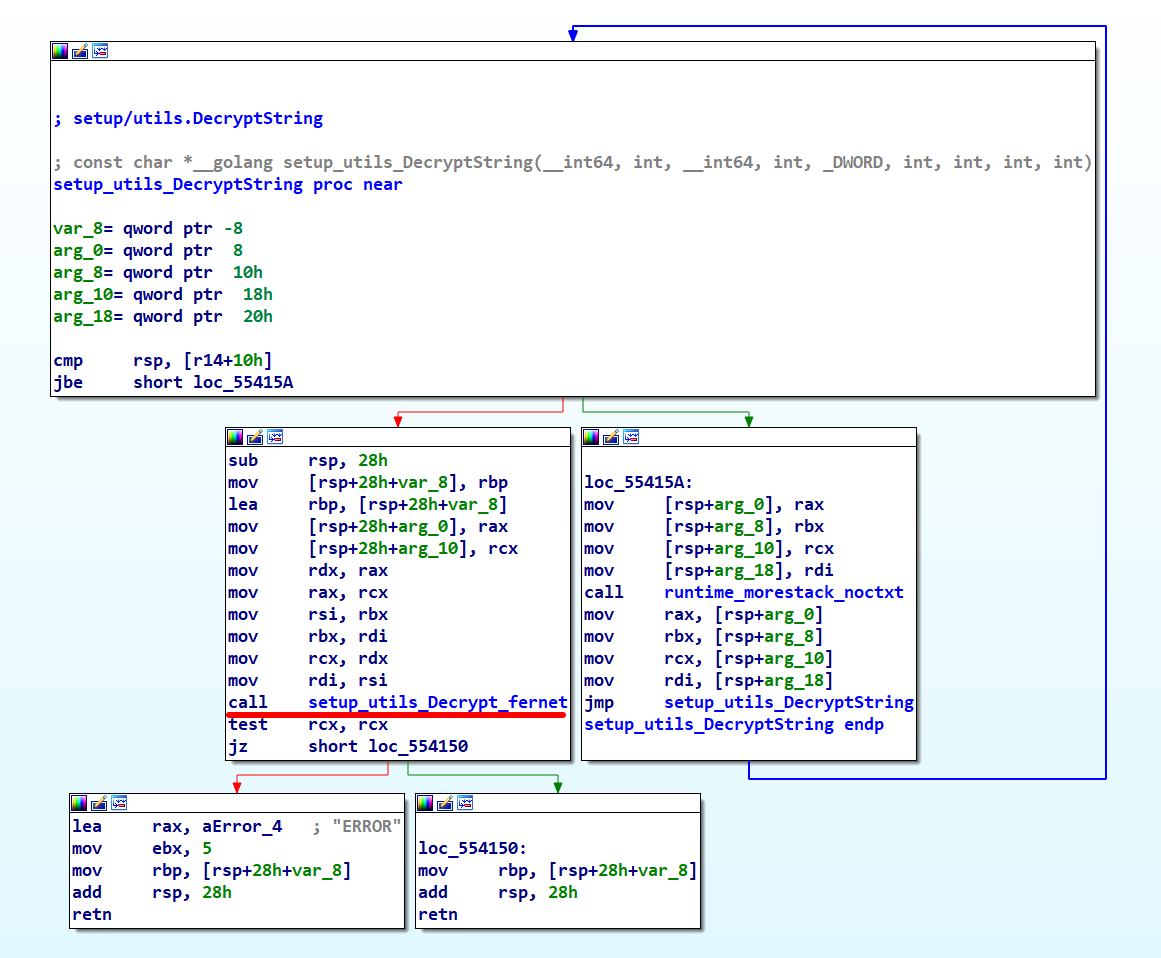 ; setup/utils.DecryptString
; const char *__golang setup_utils_DecryptString(__int64, int, __int64, int, _DWORD, int, int, int, int)
setup_utils_DecryptString proc near
var_8= qword ptr -8
arg_0= qword ptr  8
arg_8= qword ptr  10h
arg_10= qword ptr  18h
arg_18= qword ptr  20h
cmp     rsp, [r14+10h]
jbe     short loc_55415A
sub     rsp, 28h
mov     [rsp+28h+var_8], rbp
lea     rbp, [rsp+28h+var_8]
mov     [rsp+28h+arg_0], rax
mov     [rsp+28h+arg_10], rcx
mov     rdx, rax
mov     rax, rcx
mov     rsi, rbx
mov     rbx, rdi
mov     rcx, rdx
mov     rdi, rsi
call    setup_utils_Decrypt_fernet
test    rcx, rcx
jz      short loc_554150
loc_55415A:
mov     [rsp+arg_0], rax
mov     [rsp+arg_8], rbx
mov     [rsp+arg_10], rcx
mov     [rsp+arg_18], rdi
call    runtime_morestack_noctxt
mov     rax, [rsp+arg_0]
mov     rbx, [rsp+arg_8]
mov     rcx, [rsp+arg_10]
mov     rdi, [rsp+arg_18]
jmp     setup_utils_DecryptString
setup_utils_DecryptString endp
lea     rax, aError_4   ; "ERROR"
mov     ebx, 5
mov     rbp, [rsp+28h+var_8]
add     rsp, 28h
retn
loc_554150:
mov     rbp, [rsp+28h+var_8]
add     rsp, 28h
retn